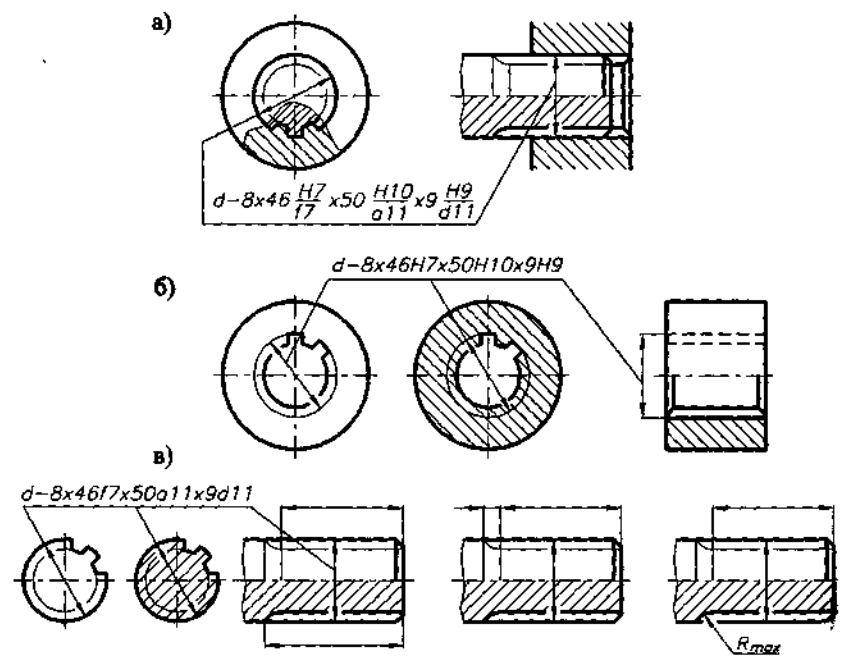 а)
d-8x46 H7/f7 x50 H10/a11 x9 H9/d11
б)
d-8x46H7x50H10x9H9
в)
d-8x46f7x50a11x9d11
Rmax